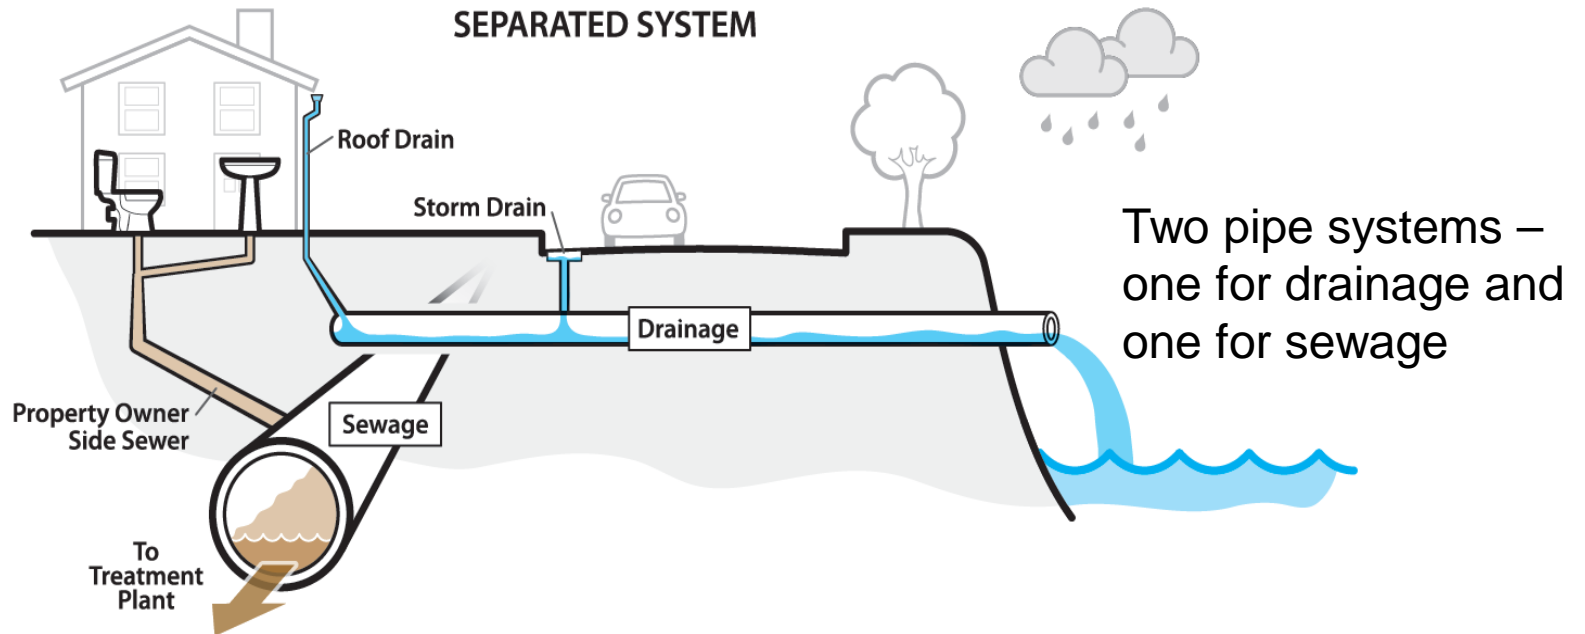 SEPARATED SYSTEM
Roof Drain
Storm Drain
Two pipe systems –
one for drainage and
one for sewage
Drainage
Property Owner
Side Sewer
Sewage
To
Treatment
Plant